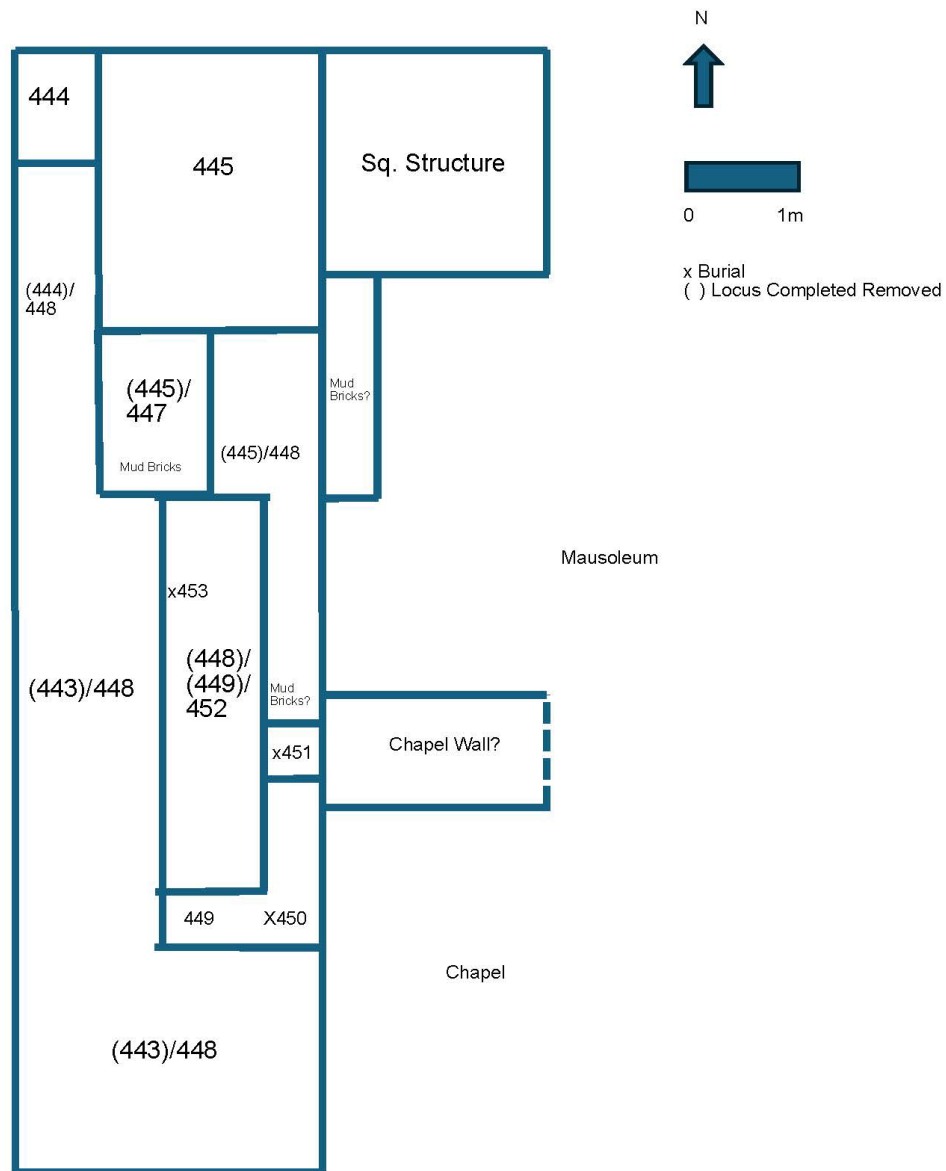 N
444
445
Sq. Structure
0 1m
x Burial
( ) Locus Completed Removed
(444)/
448
(445)/
447
Mud Bricks
(445)/448
Mud
Bricks?
Mausoleum
x453
(448)/
(449)/
452
(443)/448
Mud
Bricks?
x451
Chapel Wall?
449 X450
Chapel
(443)/448